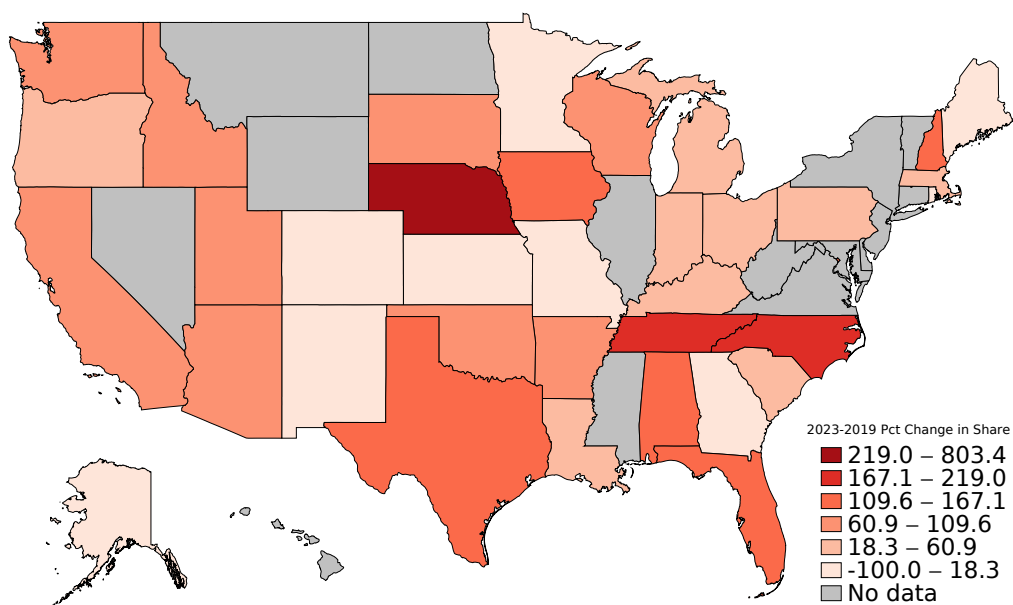 2023-2019 Pct Change in Share
219.0 – 803.4
167.1 – 219.0
109.6 – 167.1
60.9 – 109.6
18.3 – 60.9
-100.0 – 18.3
No data